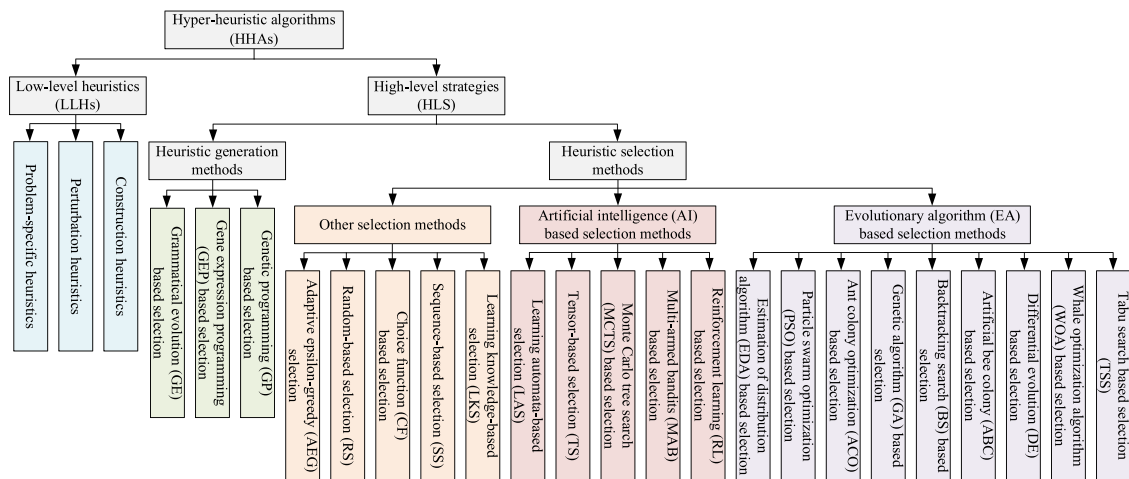 Hyper-heuristic algorithms
(HHAs)
Low-level heuristics
(LLHs)
High-level strategies
(HLS)
Problem-specific heuristics
Perturbation heuristics
Construction heuristics
Heuristic generation
methods
Heuristic selection
methods
Grammatical evolution (GE)
based selection
Gene expression programming
(GEP) based selection
Genetic programming (GP)
based selection
Other selection methods
Artificial intelligence (AI)
based selection methods
Evolutionary algorithm (EA)
based selection methods
Adaptive epsilon-greedy (AEG)
selection
Random-based selection (RS)
Choice function (CF)
based selection
Sequence-based selection (SS)
Learning knowledge-based
selection (LKS)
Learning automata-based
selection (LAS)
Tensor-based selection (TS)
Monte Carlo tree search
(MCTS) based selection
Multi-armed bandits (MAB)
based selection
Reinforcement learning (RL)
based selection
Estimation of distribution
algorithm (EDA) based selection
Particle swarm optimization
(PSO) based selection
Ant colony optimization (ACO)
based selection
Genetic algorithm (GA) based
selection
Backtracking search (BS) based
selection
Artificial bee colony (ABC)
based selection
Differential evolution (DE)
based selection
Whale optimization algorithm
(WOA) based selection
Tabu search based selection
(TSS)